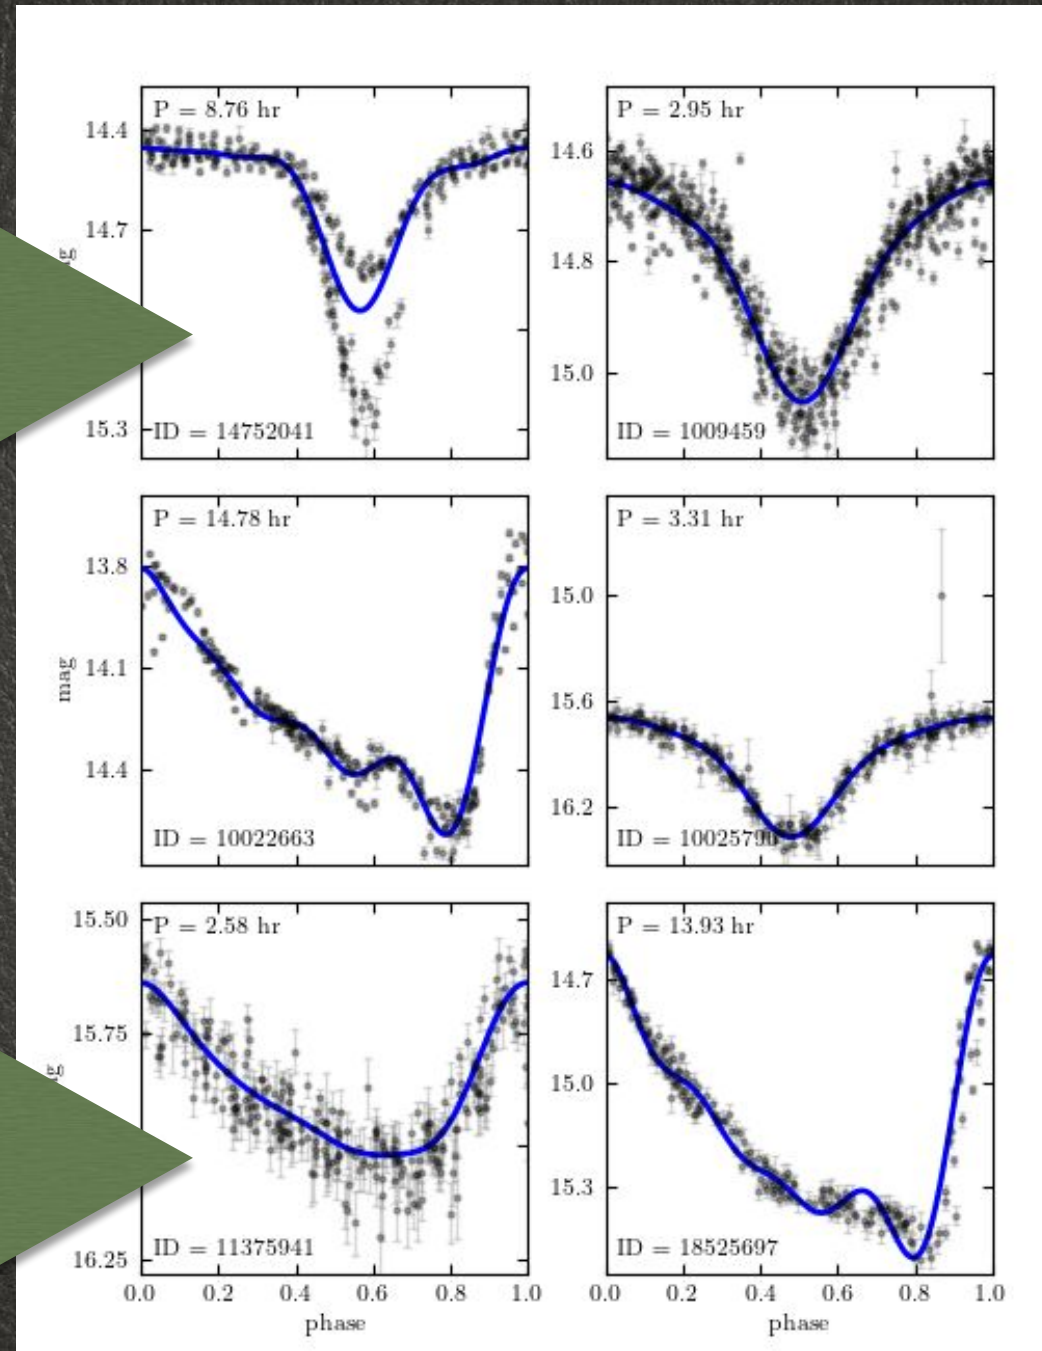 P = 8.76 hr
14.4
14.7
15.3
ID = 14752041
P = 2.95 hr
14.6
14.8
15.0
ID = 1009459
P = 14.78 hr
13.8
14.1
14.4
mag
ID = 10022663
P = 3.31 hr
15.0
15.6
16.2
P = 2.58 hr
15.50
15.75
16.25
ID = 11375941
0.0 0.2 0.4 0.6 0.8 1.0
phase
P = 13.93 hr
14.7
15.0
15.3
ID = 18525697
0.0 0.2 0.4 0.6 0.8 1.0
phase